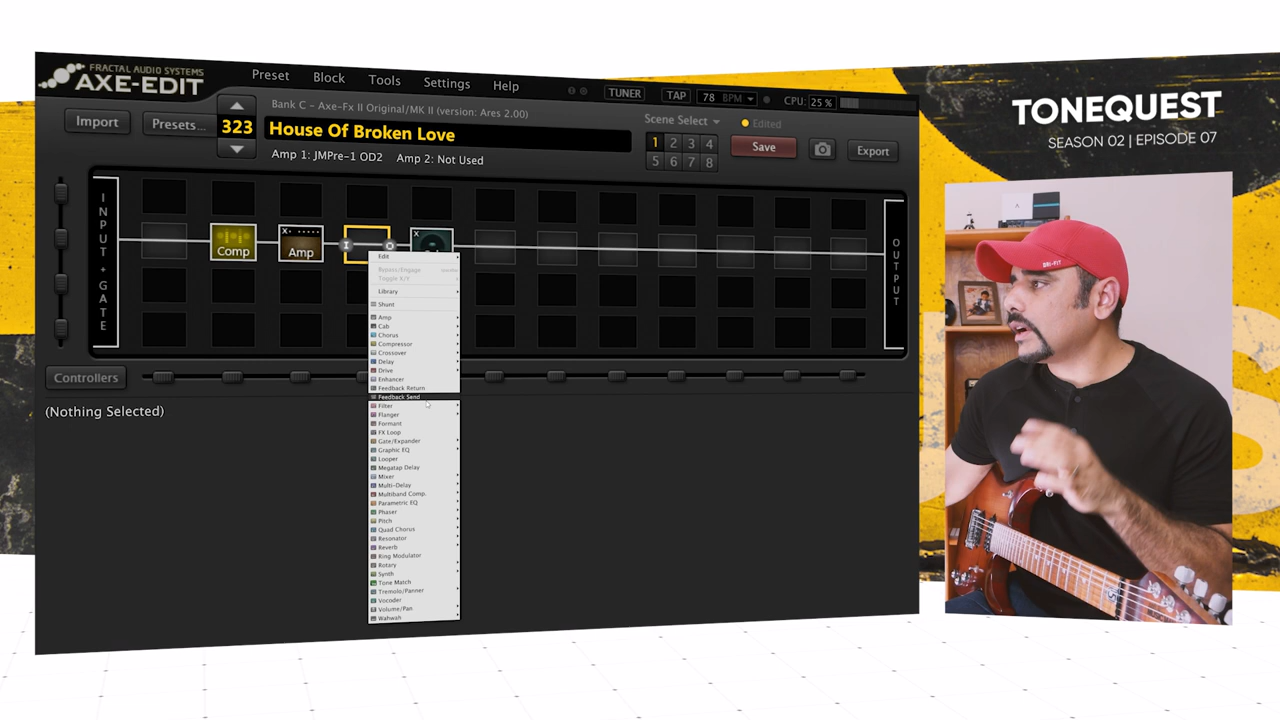 FRACTAL AUDIO SYSTEMS
AXE-EDIT
Preset
Block
Tools
Settings
Help
TUNER
TAP
78 BPM
CPU: 25 %
Import
Presets...
323
Bank C - Axe-Fx II Original/MK II (version: Ares 2.00)
House Of Broken Love
Amp 1: JMPre-1 OD2 Amp 2: Not Used
Scene Select
Edited
1 2 3 4
5 6 7 8
Save
Export
INPUT + GATE
Comp
Amp
OUTPUT
Controllers
(Nothing Selected)
Edit
Bypass/Engage
Toggle X/Y
Library
Shunt
Amp
Cab
Chorus
Compressor
Crossover
Delay
Drive
Enhancer
Feedback Return
Feedback Send
Filter
Flanger
Formant
FX Loop
Gate/Expander
Graphic EQ
Looper
Megatap Delay
Mixer
Multi-Delay
Multiband Comp.
Parametric EQ
Phaser
Pitch
Quad Chorus
Resonator
Reverb
Ring Modulator
Rotary
Synth
Tone Match
Tremolo/Panner
Vocoder
Volume/Pan
Wahwah
TONEQUEST
SEASON 02 | EPISODE 07
DRI-FIT